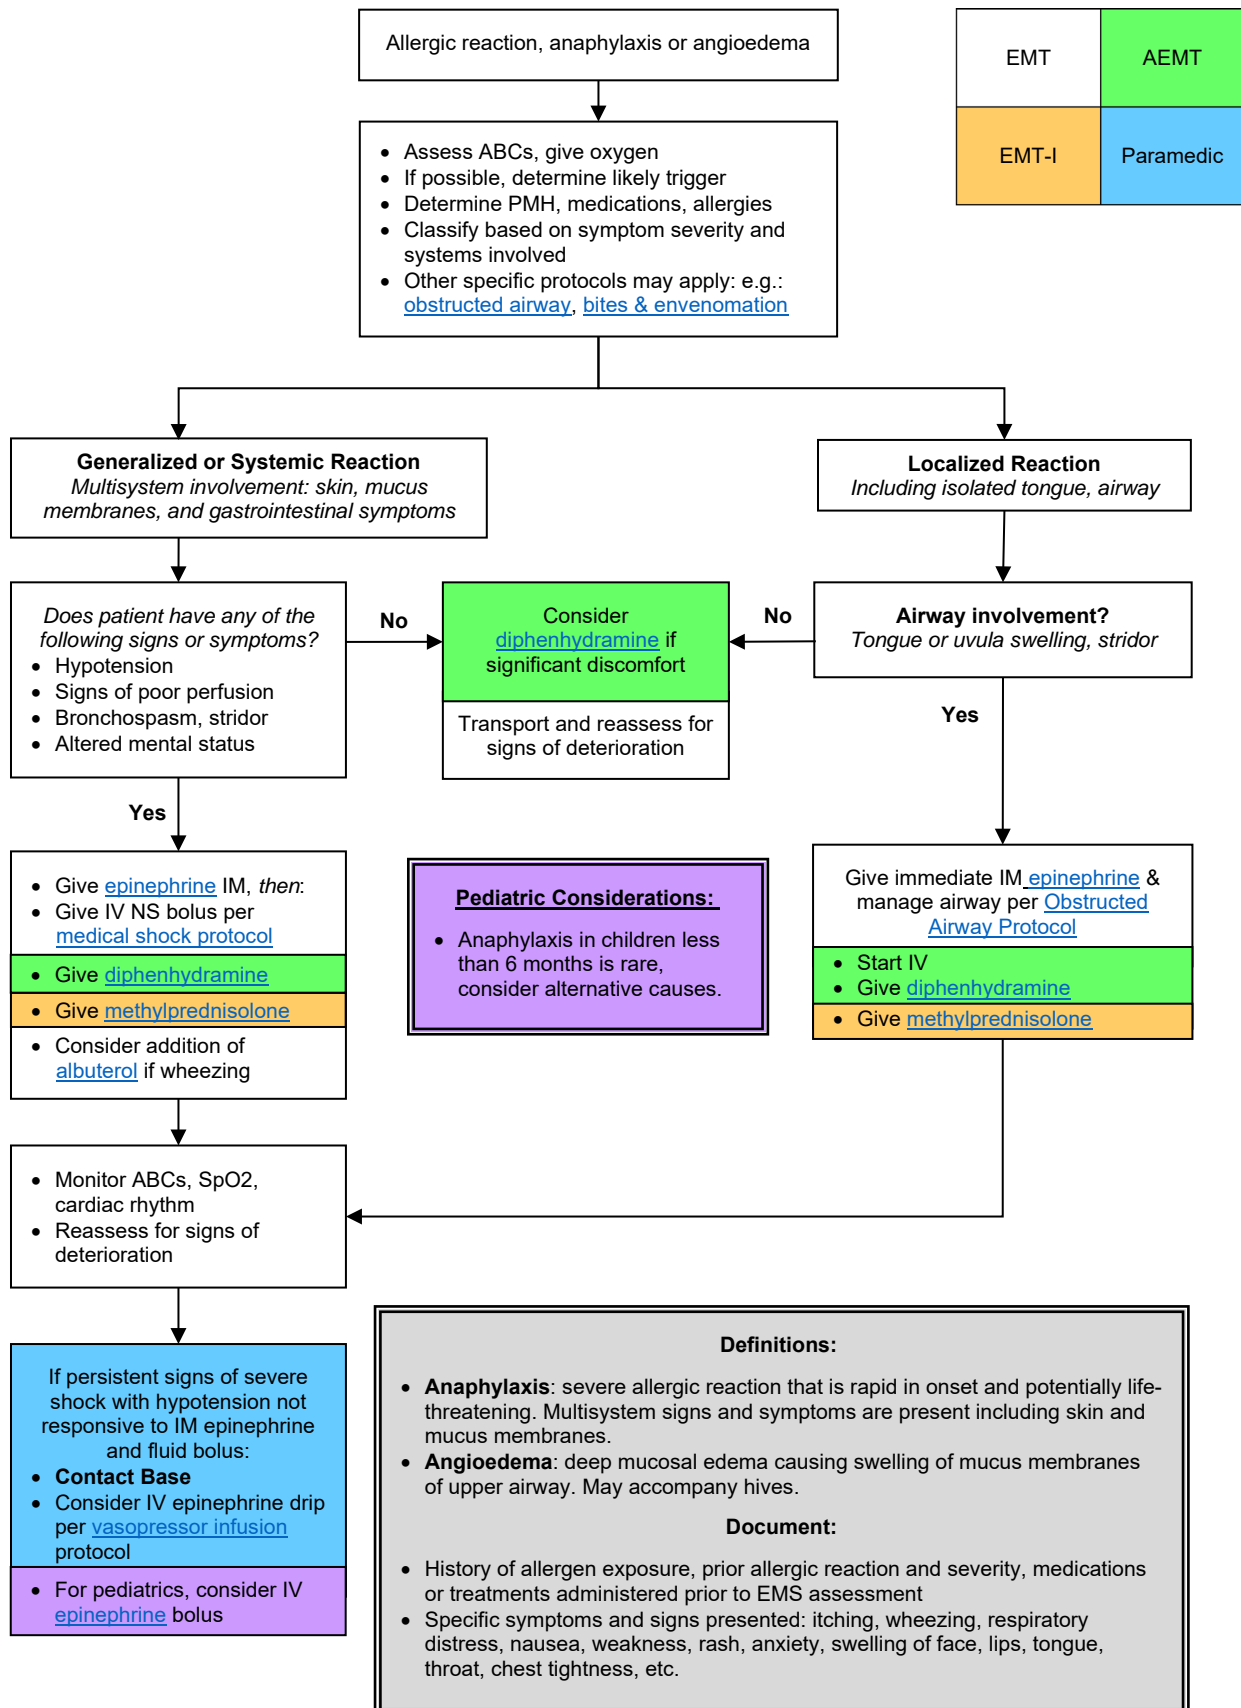 Allergic reaction, anaphylaxis or angioedema
EMT
AEMT
EMT-I
Paramedic
• Assess ABCs, give oxygen
• If possible, determine likely trigger
• Determine PMH, medications, allergies
• Classify based on symptom severity and
systems involved
• Other specific protocols may apply: e.g.:
obstructed airway, bites & envenomation
Generalized or Systemic Reaction
Multisystem involvement: skin, mucus
membranes, and gastrointestinal symptoms
Localized Reaction
Including isolated tongue, airway
Does patient have any of the
following signs or symptoms?
• Hypotension
• Signs of poor perfusion
• Bronchospasm, stridor
• Altered mental status
No
Consider
diphenhydramine if
significant discomfort
Transport and reassess for
signs of deterioration
No
Airway involvement?
Tongue or uvula swelling, stridor
Yes
Yes
• Give epinephrine IM, then:
• Give IV NS bolus per
medical shock protocol
• Give diphenhydramine
• Give methylprednisolone
• Consider addition of
albuterol if wheezing
Pediatric Considerations:
• Anaphylaxis in children less
than 6 months is rare,
consider alternative causes.
Give immediate IM epinephrine &
manage airway per Obstructed
Airway Protocol
• Start IV
• Give diphenhydramine
• Give methylprednisolone
• Monitor ABCs, SpO2,
cardiac rhythm
• Reassess for signs of
deterioration
If persistent signs of severe
shock with hypotension not
responsive to IM epinephrine
and fluid bolus:
• Contact Base
• Consider IV epinephrine drip
per vasopressor infusion
protocol
• For pediatrics, consider IV
epinephrine bolus
Definitions:
• Anaphylaxis: severe allergic reaction that is rapid in onset and potentially life-
threatening. Multisystem signs and symptoms are present including skin and
mucus membranes.
• Angioedema: deep mucosal edema causing swelling of mucus membranes
of upper airway. May accompany hives.
Document:
• History of allergen exposure, prior allergic reaction and severity, medications
or treatments administered prior to EMS assessment
• Specific symptoms and signs presented: itching, wheezing, respiratory
distress, nausea, weakness, rash, anxiety, swelling of face, lips, tongue,
throat, chest tightness, etc.